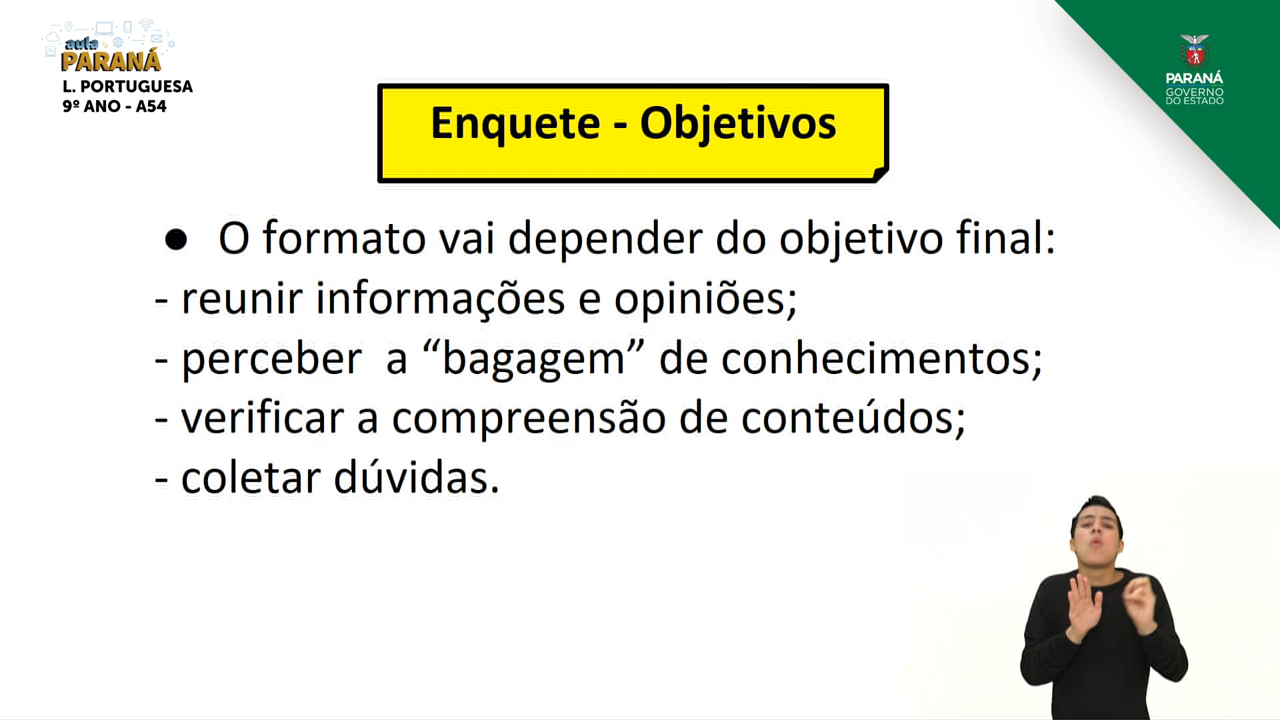 aula
PARANÁ
L. PORTUGUESA
9º ANO - A54
PARANÁ
GOVERNO
DO ESTADO
Enquete - Objetivos
● O formato vai depender do objetivo final:
- reunir informações e opiniões;
- perceber a “bagagem” de conhecimentos;
- verificar a compreensão de conteúdos;
- coletar dúvidas.